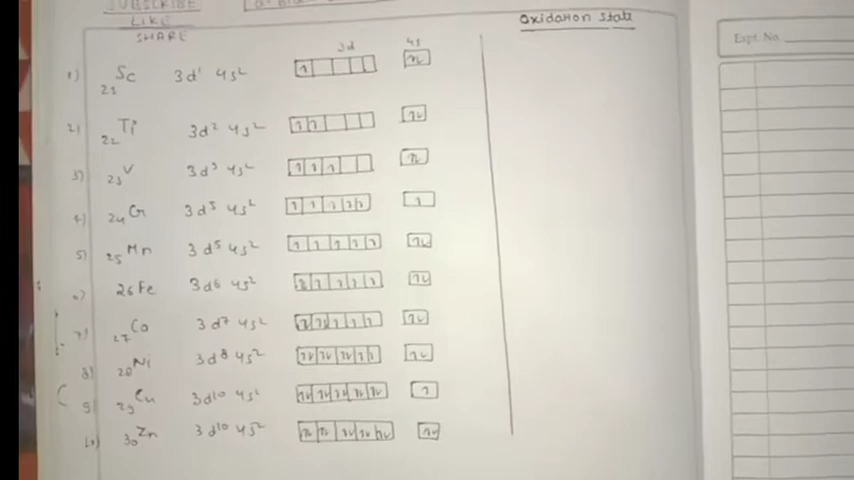 SUBSCRIBE
LIKE
SHARE
Oxidation State
Expt. No.
3d 4s
1) 21Sc 3d¹ 4s²
2) 22Ti 3d² 4s²
3) 23V 3d³ 4s²
4) 24Cr 3d⁵ 4s²
5) 25Mn 3d⁵ 4s²
6) 26Fe 3d⁶ 4s²
7) 27Co 3d⁷ 4s²
8) 28Ni 3d⁸ 4s²
9) 29Cu 3d¹⁰ 4s²
10) 30Zn 3d¹⁰ 4s²